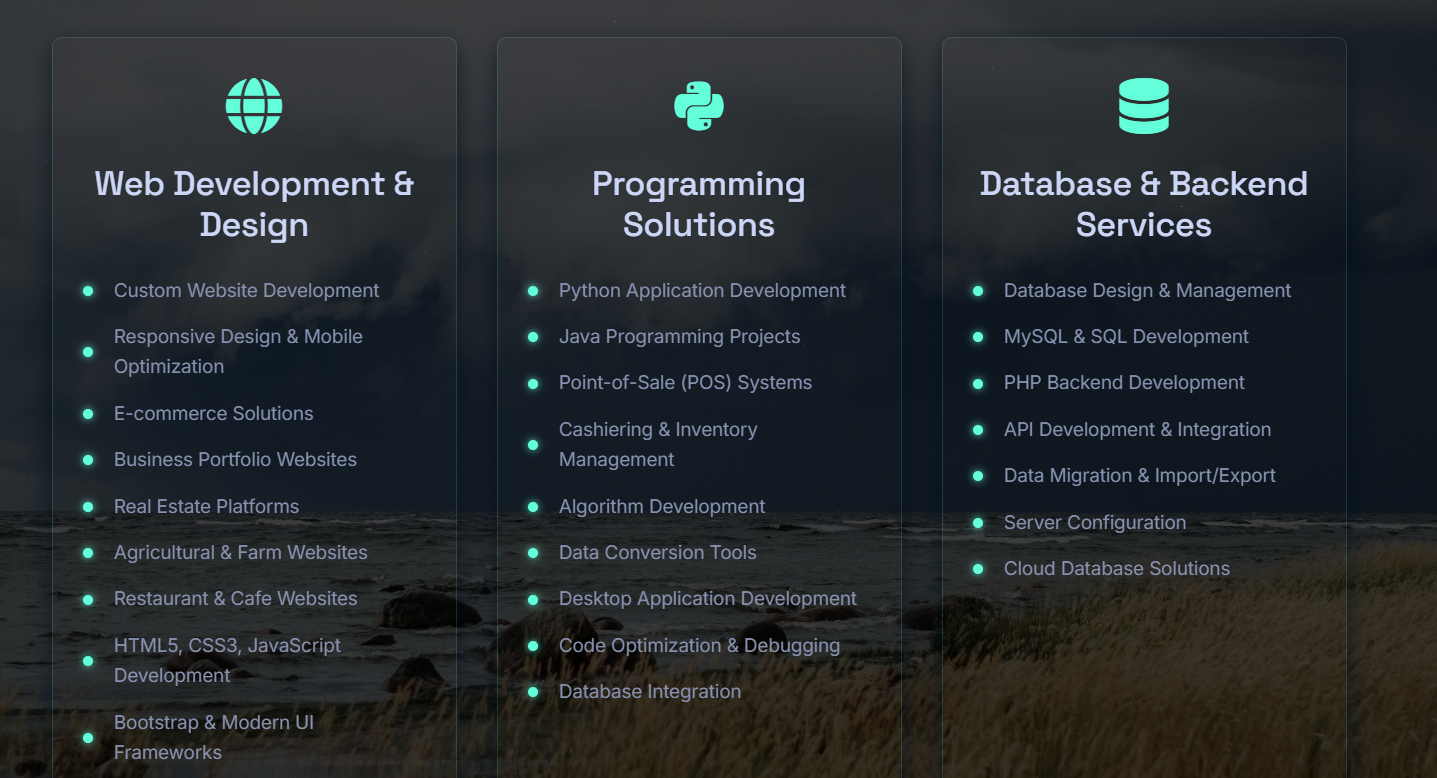 Web Development &
Design
Custom Website Development
Responsive Design & Mobile
Optimization
E-commerce Solutions
Business Portfolio Websites
Real Estate Platforms
Agricultural & Farm Websites
Restaurant & Cafe Websites
HTML5, CSS3, JavaScript
Development
Bootstrap & Modern UI
Frameworks
Programming
Solutions
Python Application Development
Java Programming Projects
Point-of-Sale (POS) Systems
Cashiering & Inventory
Management
Algorithm Development
Data Conversion Tools
Desktop Application Development
Code Optimization & Debugging
Database Integration
Database & Backend
Services
Database Design & Management
MySQL & SQL Development
PHP Backend Development
API Development & Integration
Data Migration & Import/Export
Server Configuration
Cloud Database Solutions